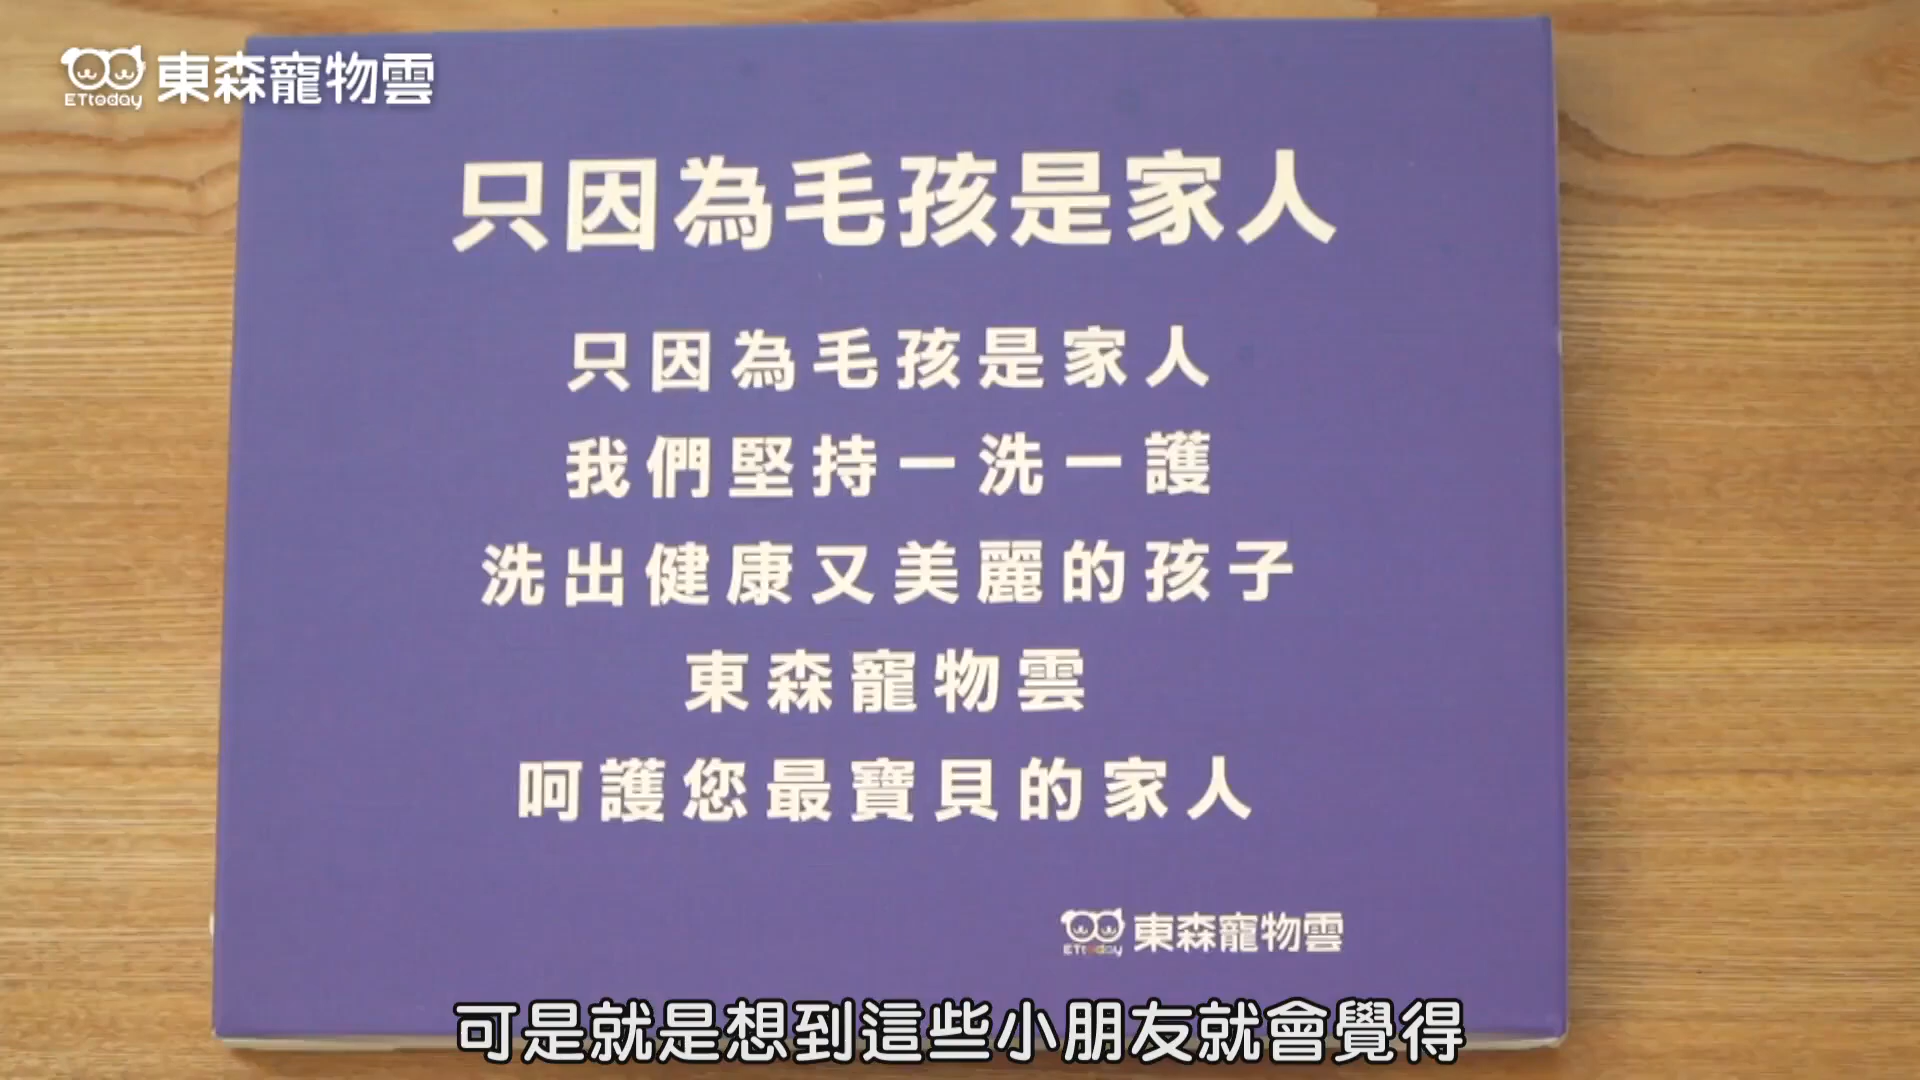 ETtoday 東森寵物雲
只因為毛孩是家人
只因為毛孩是家人
我們堅持一洗一護
洗出健康又美麗的孩子
東森寵物雲
呵護您最寶貝的家人
ETtoday 東森寵物雲
可是就是想到這些小朋友就會覺得